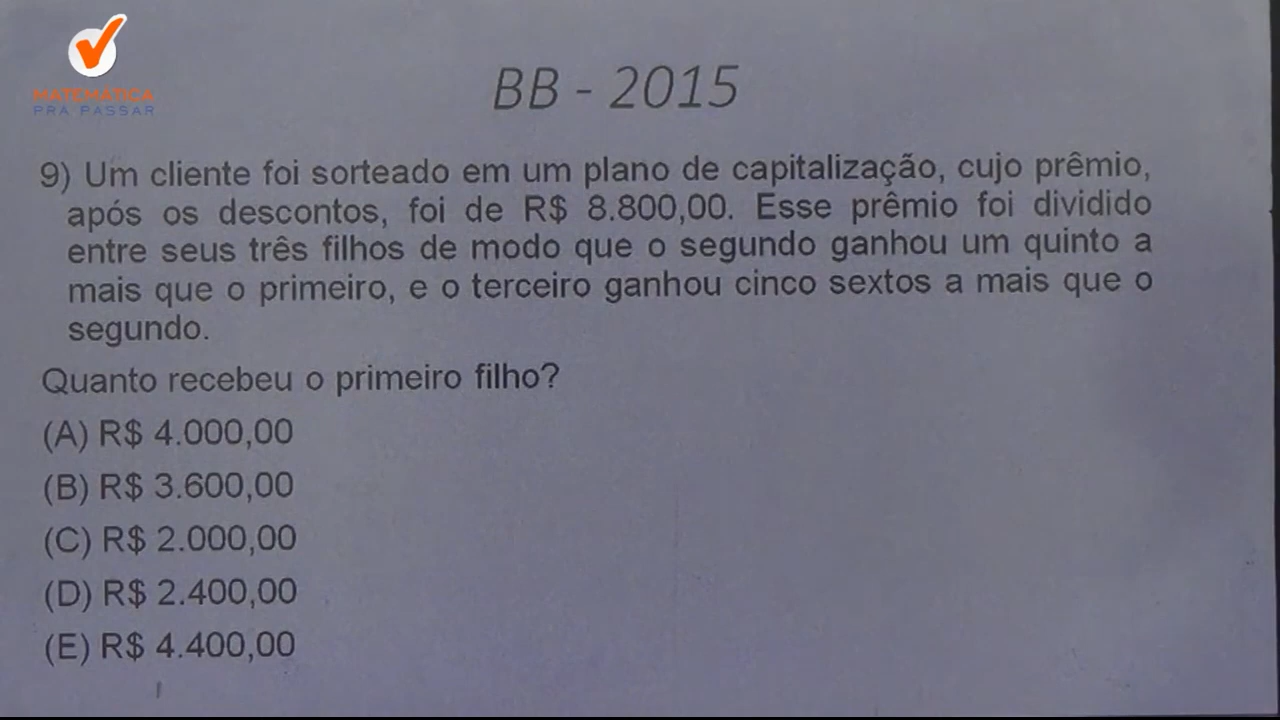 MATEMÁTICA
PRA PASSAR
BB - 2015
9) Um cliente foi sorteado em um plano de capitalização, cujo prêmio,
após os descontos, foi de R$ 8.800,00. Esse prêmio foi dividido
entre seus três filhos de modo que o segundo ganhou um quinto a
mais que o primeiro, e o terceiro ganhou cinco sextos a mais que o
segundo.
Quanto recebeu o primeiro filho?
(A) R$ 4.000,00
(B) R$ 3.600,00
(C) R$ 2.000,00
(D) R$ 2.400,00
(E) R$ 4.400,00